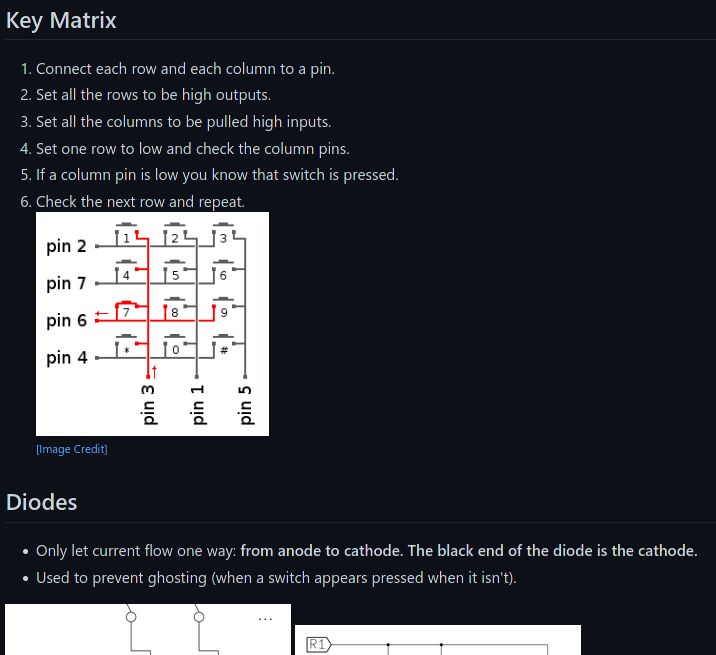 Key Matrix
1. Connect each row and each column to a pin.
2. Set all the rows to be high outputs.
3. Set all the columns to be pulled high inputs.
4. Set one row to low and check the column pins.
5. If a column pin is low you know that switch is pressed.
6. Check the next row and repeat.
pin 2
1 2 3
pin 7
4 5 6
pin 6
7 8 9
pin 4
* 0 #
pin 3
pin 1
pin 5
[Image Credit]
Diodes
• Only let current flow one way: from anode to cathode. The black end of the diode is the cathode.
• Used to prevent ghosting (when a switch appears pressed when it isn't).
...
R1